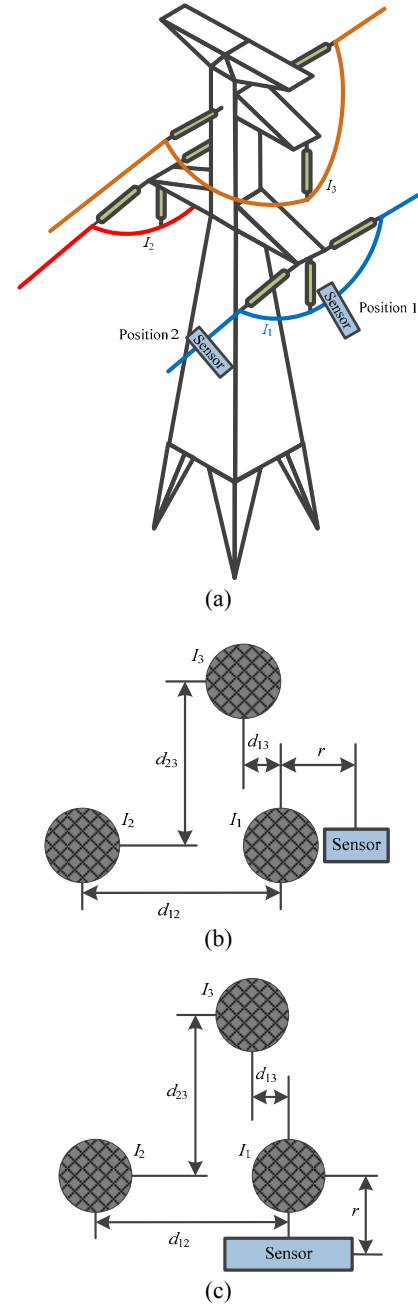 I3
I2
Sensor
Position 1
I1
Position 2
Sensor
(a)
I3
d13
r
d23
I2
I1
Sensor
d12
(b)
I3
d13
d23
I2
I1
r
d12
Sensor
(c)